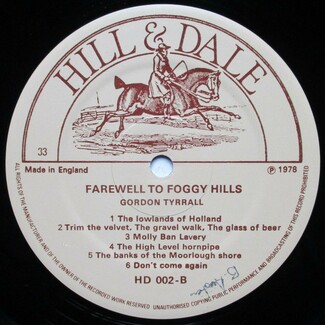 HILL & DALE
33
Made in England
℗ 1978
FAREWELL TO FOGGY HILLS
GORDON TYRRALL
1 The lowlands of Holland
2 Trim the velvet, The gravel walk, The glass of beer
3 Molly Ban Lavery
4 The High Level hornpipe
5 The banks of the Moorlough shore
6 Don't come again
HD 002-B
ALL RIGHTS OF THE MANUFACTURER AND OF THE OWNER OF THE RECORDED WORK RESERVED UNAUTHORISED COPYING PUBLIC PERFORMANCE AND BROADCASTING OF THIS RECORD PROHIBITED